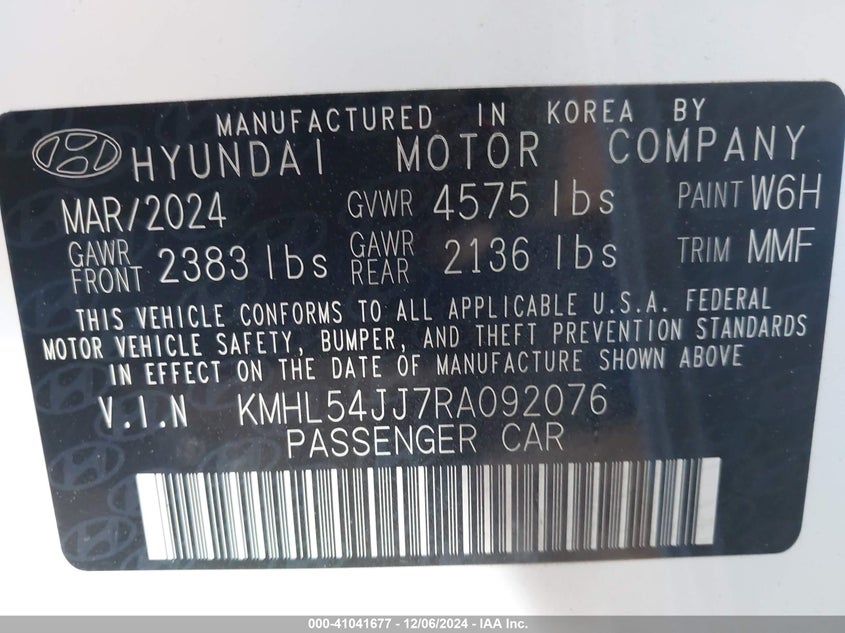 MANUFACTURED IN KOREA BY
HYUNDAI MOTOR COMPANY
MAR/2024 GVWR 4575 lbs PAINT W6H
GAWR FRONT 2383 lbs GAWR REAR 2136 lbs TRIM MMF
THIS VEHICLE CONFORMS TO ALL APPLICABLE U.S.A. FEDERAL
MOTOR VEHICLE SAFETY, BUMPER, AND THEFT PREVENTION STANDARDS
IN EFFECT ON THE DATE OF MANUFACTURE SHOWN ABOVE
V.I.N KMHL54JJ7RA092076
PASSENGER CAR
000-41041677 - 12/06/2024 - IAA Inc.